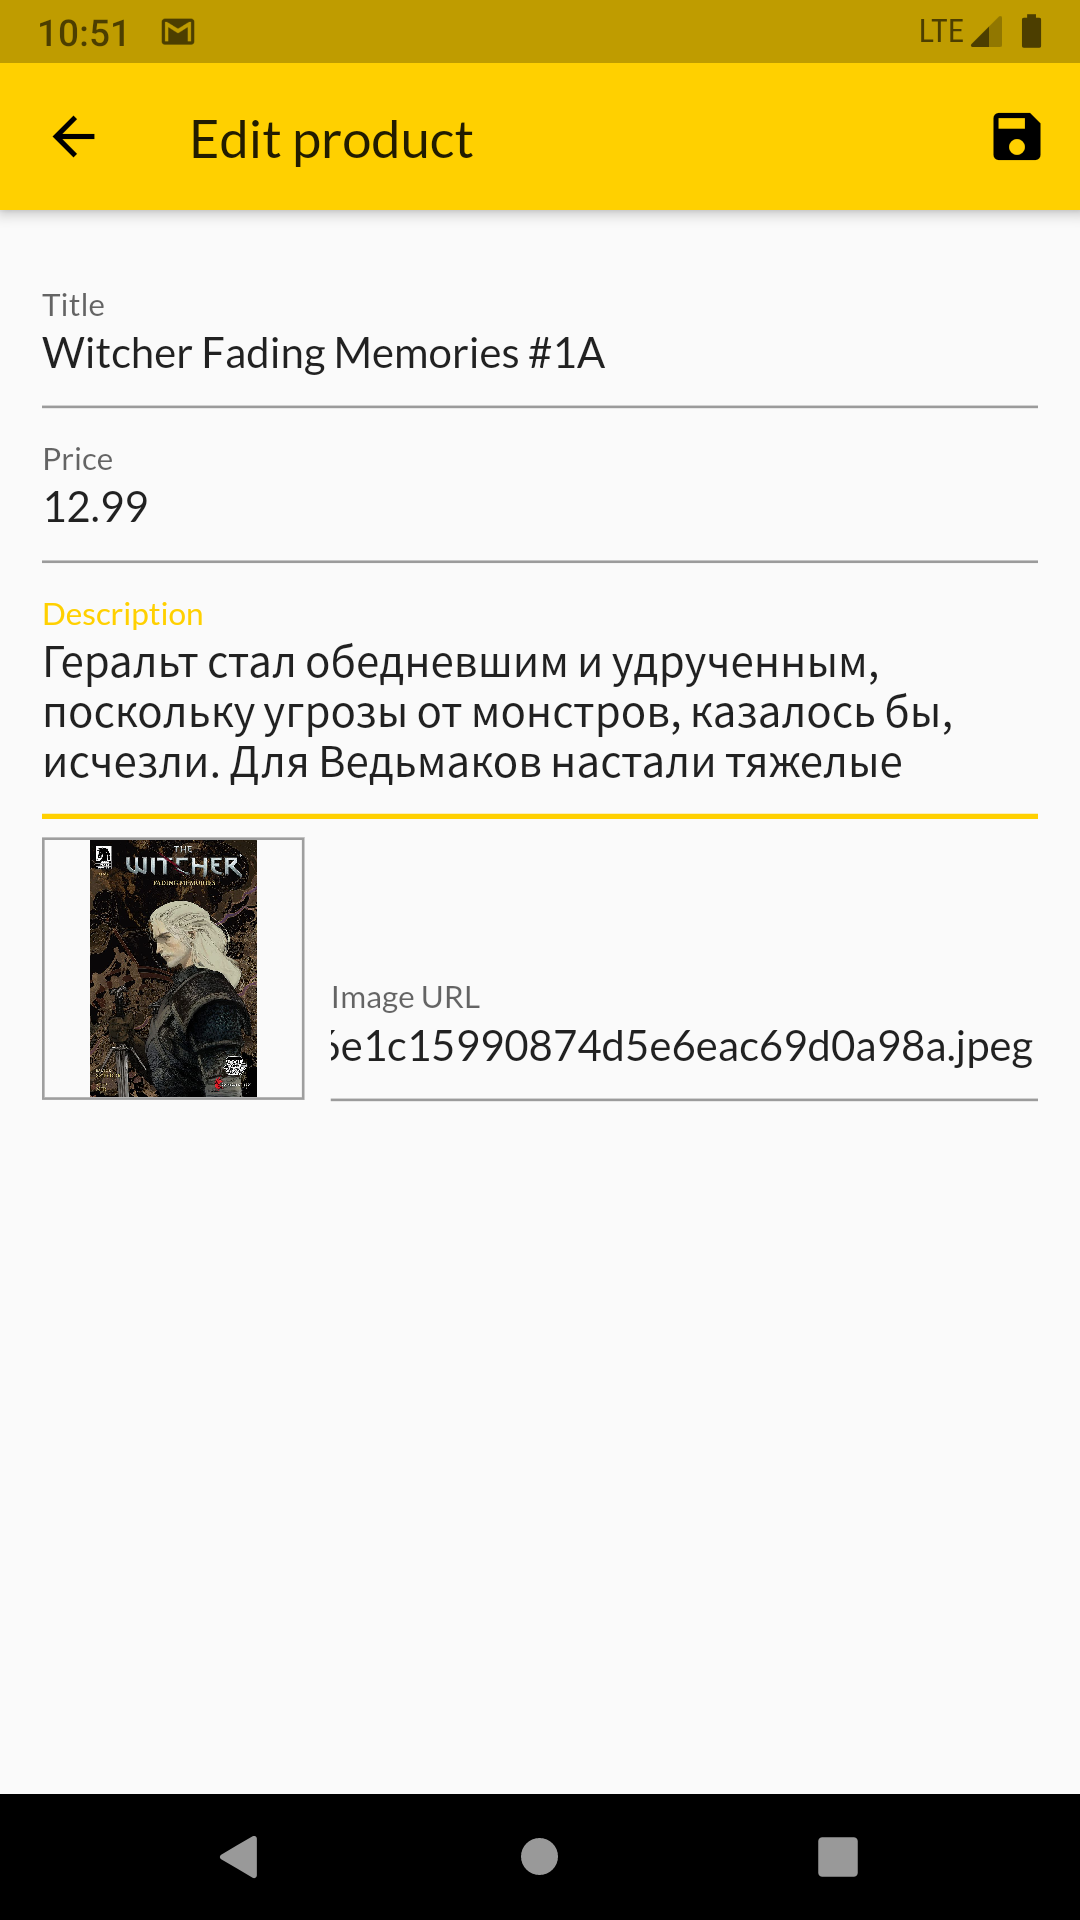 10:51
LTE
Edit product
Title
Witcher Fading Memories #1A
Price
12.99
Description
Геральт стал обедневшим и удрученным,
поскольку угрозы от монстров, казалось бы,
исчезли. Для Ведьмаков настали тяжелые
THE
WITCHER
FADING MEMORIES
Image URL
e1c15990874d5e6eac69d0a98a.jpeg